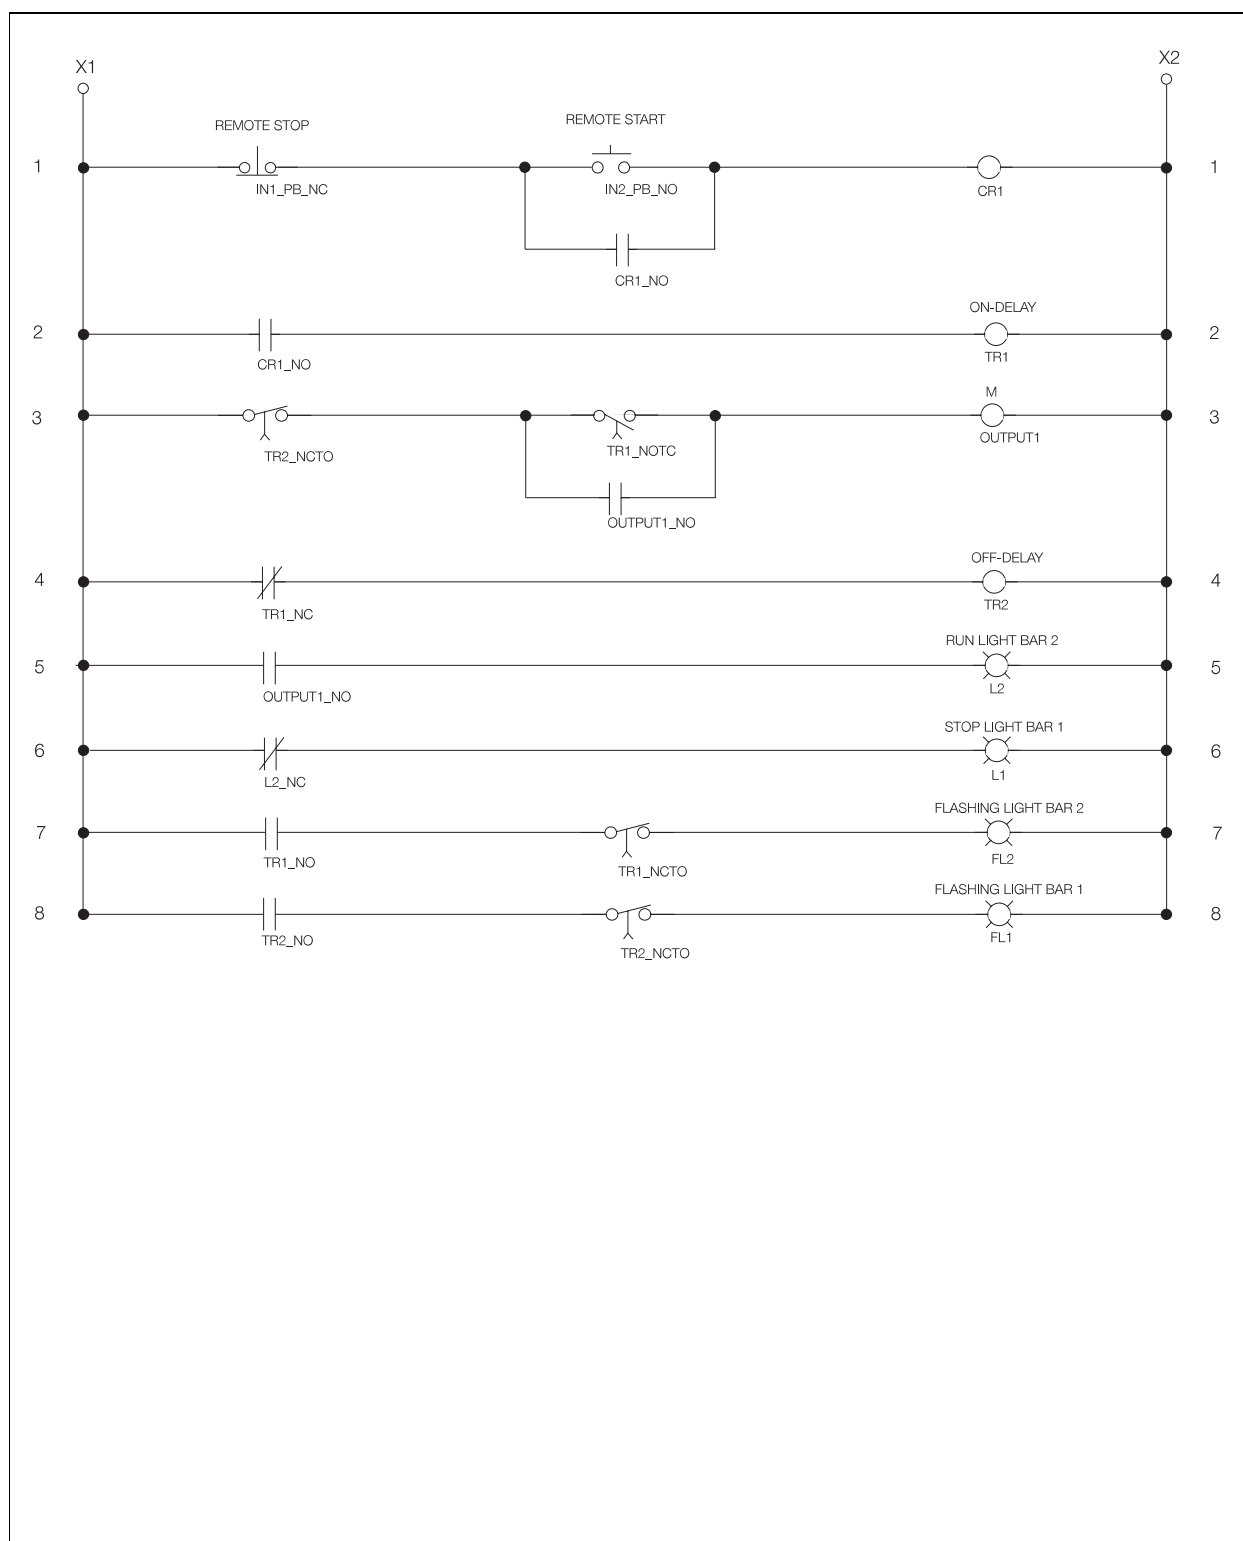 X1
X2
REMOTE STOP
REMOTE START
1
1
IN1_PB_NC
IN2_PB_NO
CR1
CR1_NO
ON-DELAY
2
2
CR1_NO
TR1
M
3
3
TR2_NCTO
TR1_NOTC
OUTPUT1
OUTPUT1_NO
OFF-DELAY
4
4
TR1_NC
TR2
RUN LIGHT BAR 2
5
5
OUTPUT1_NO
L2
STOP LIGHT BAR 1
6
6
L2_NC
L1
FLASHING LIGHT BAR 2
7
7
TR1_NO
TR1_NCTO
FL2
FLASHING LIGHT BAR 1
8
8
TR2_NO
TR2_NCTO
FL1